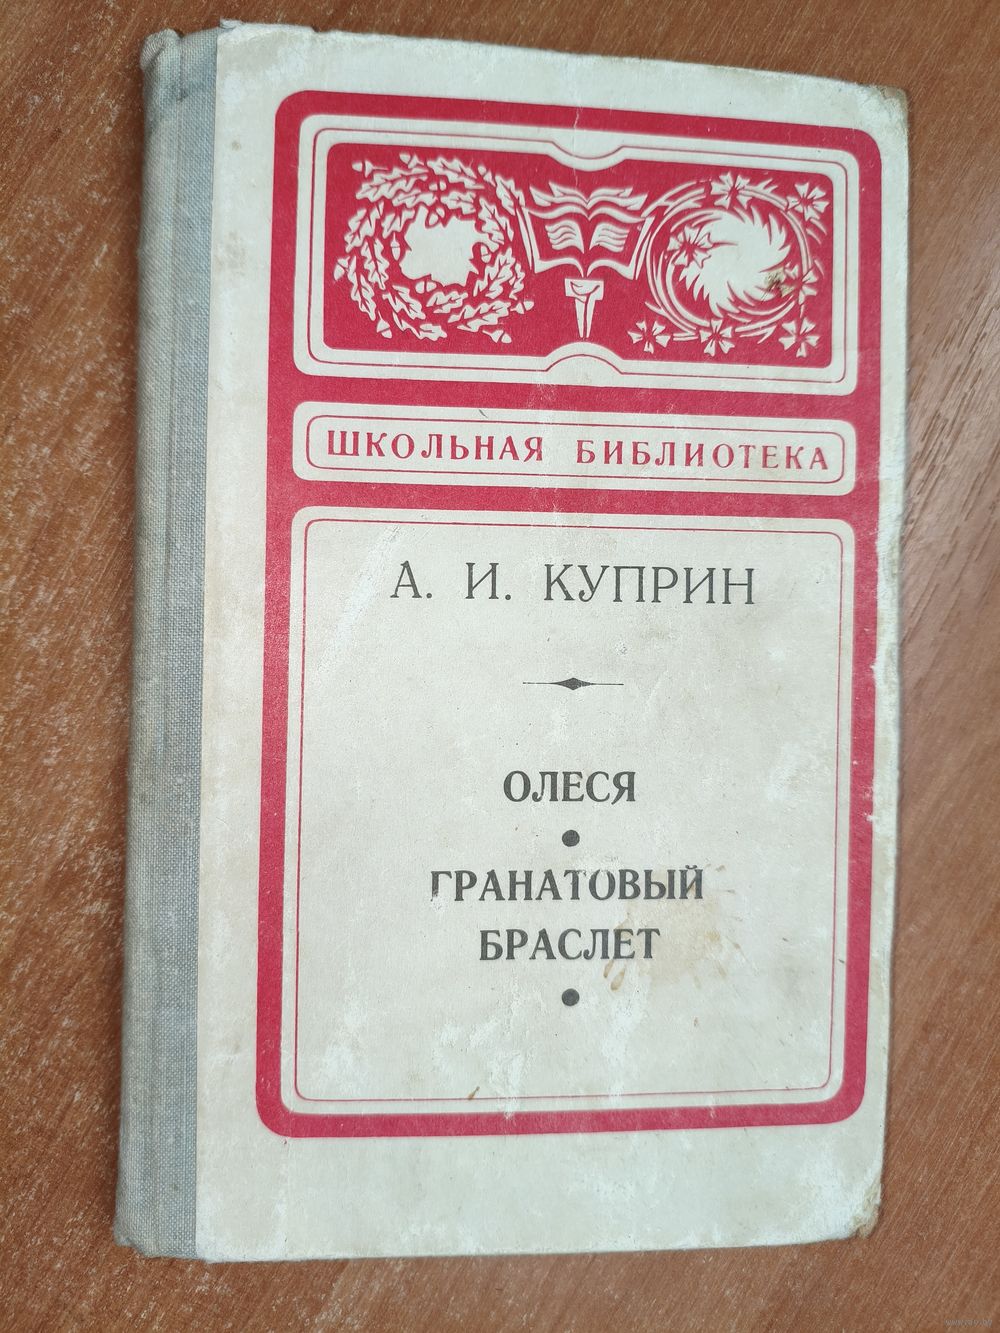 ШКОЛЬНАЯ БИБЛИОТЕКА
А. И. КУПРИН
ОЛЕСЯ
ГРАНАТОВЫЙ
БРАСЛЕТ